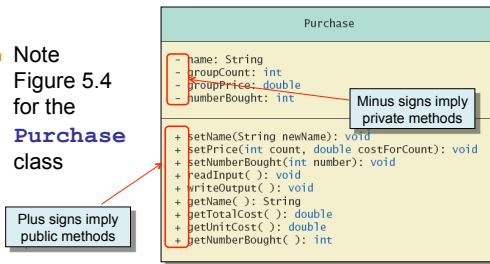 Note
Figure 5.4
for the
Purchase
class
Purchase
- name: String
- groupCount: int
- groupPrice: double
- numberBought: int
Minus signs imply
private methods
+ setName(String newName): void
+ setPrice(int count, double costForCount): void
+ setNumberBought(int number): void
+ readInput( ): void
+ writeOutput( ): void
+ getName( ): String
+ getTotalCost( ): double
+ getUnitCost( ): double
+ getNumberBought( ): int
Plus signs imply
public methods